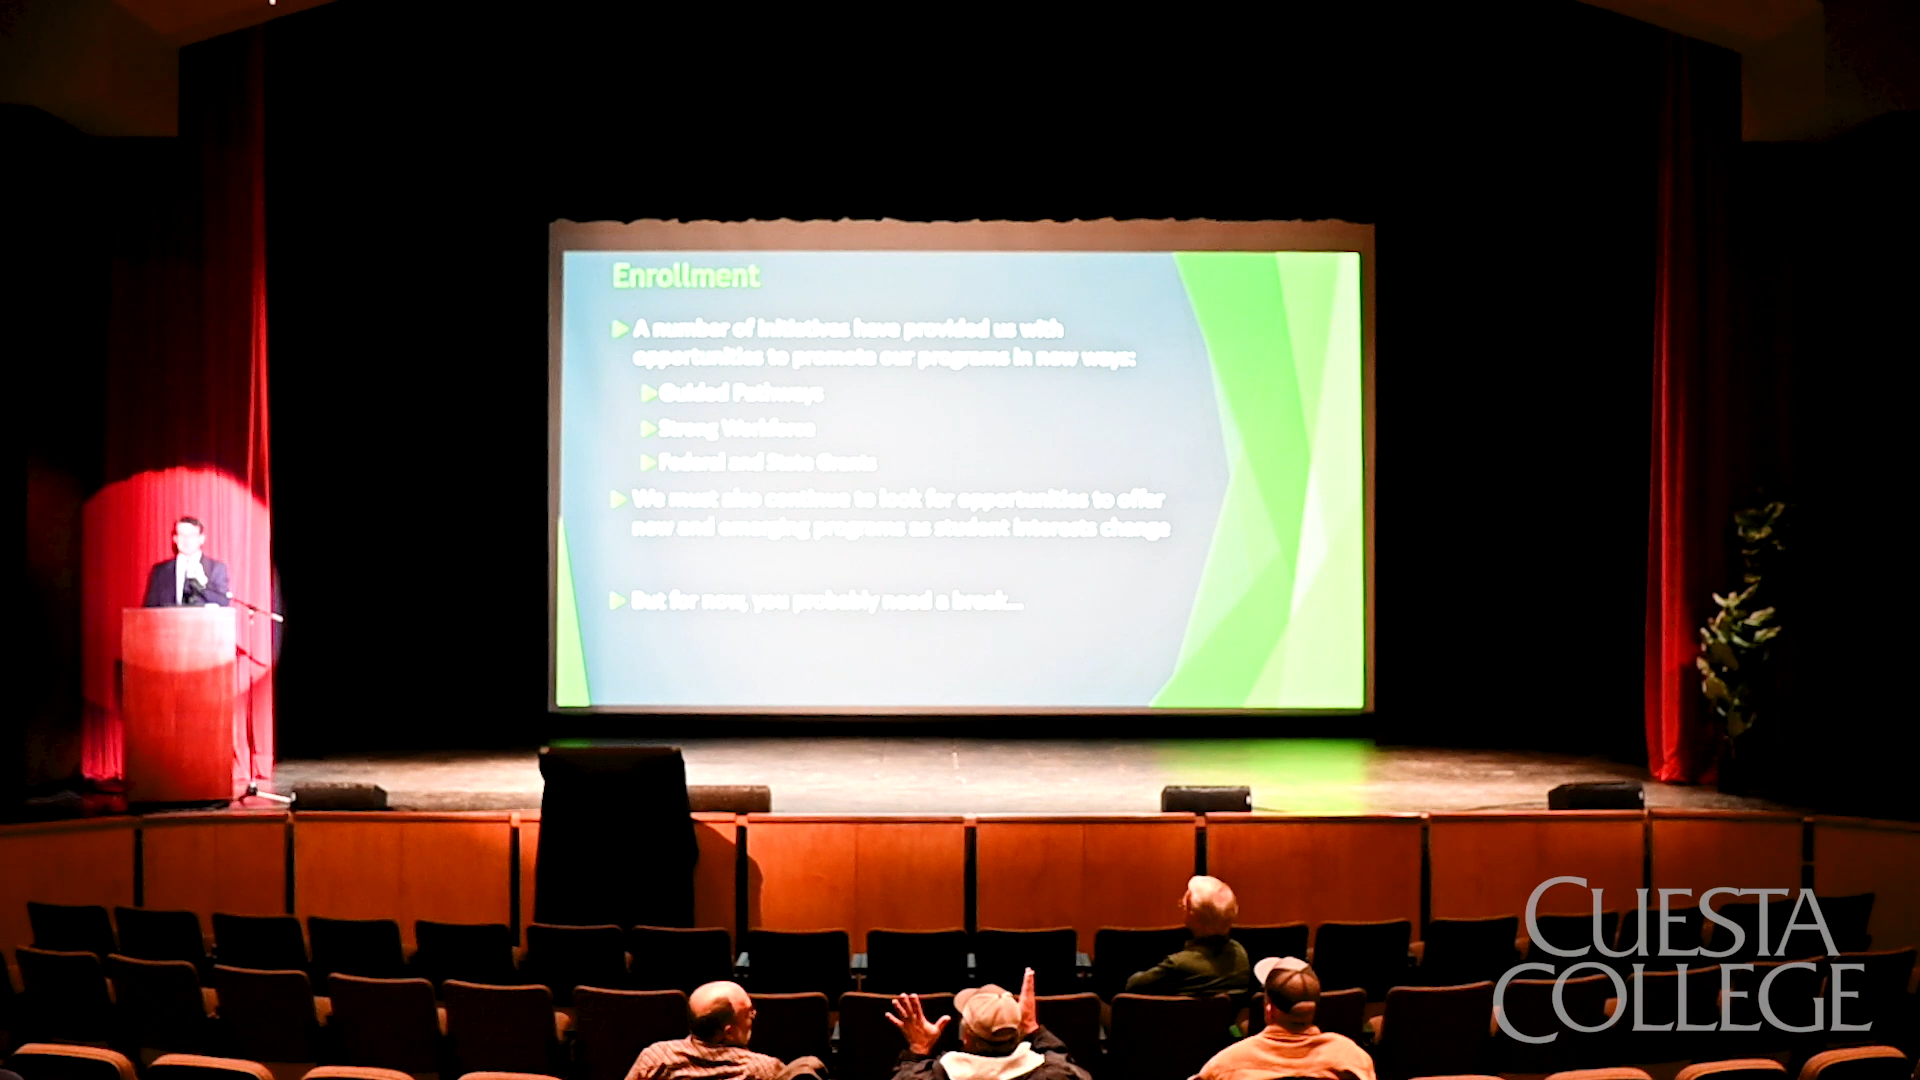 Enrollment
A number of initiatives have provided us with
opportunities to promote our programs in new ways:
Guided Pathways
Strong Workforce
Federal and State Grants
We must also continue to look for opportunities to offer
new and emerging programs as student interests change
But for now, you probably need a break...
CUESTA
COLLEGE